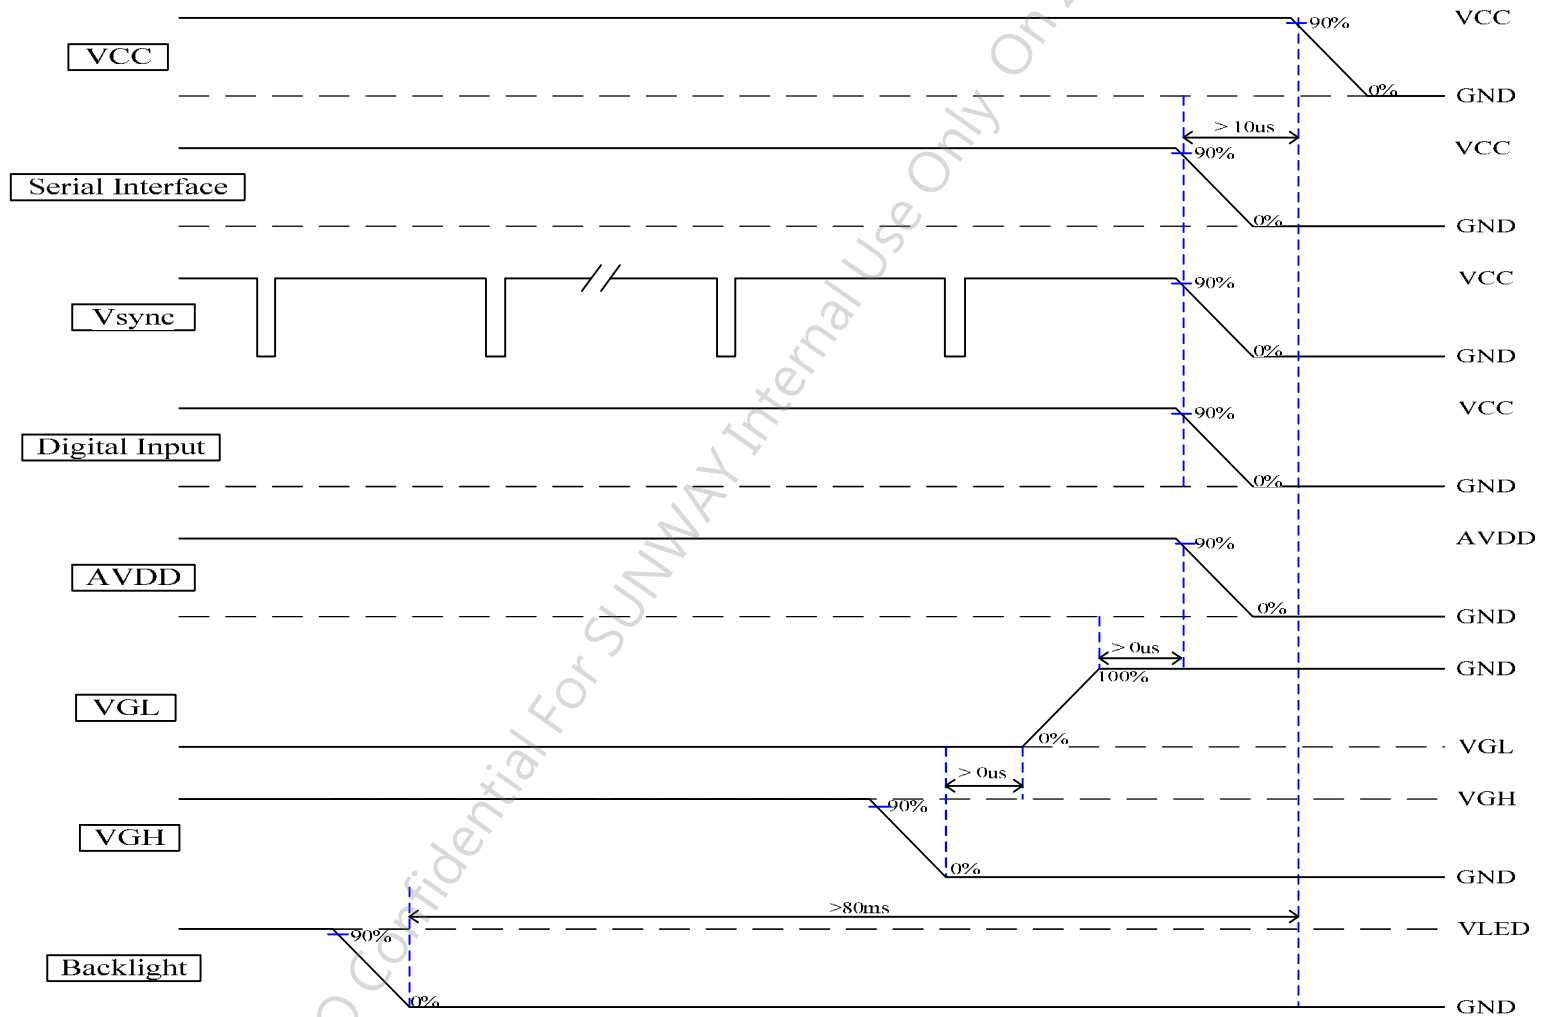 VCC
90%
VCC
0%
GND
> 10us
Serial Interface
90%
VCC
0%
GND
Vsync
90%
VCC
0%
GND
Digital Input
90%
VCC
0%
GND
AVDD
90%
AVDD
0%
GND
> 0us
VGL
100%
GND
0%
VGL
> 0us
VGH
90%
VGH
0%
GND
>80ms
Backlight
90%
VLED
0%
GND
Confidential For SUNWAY Internal Use Only On